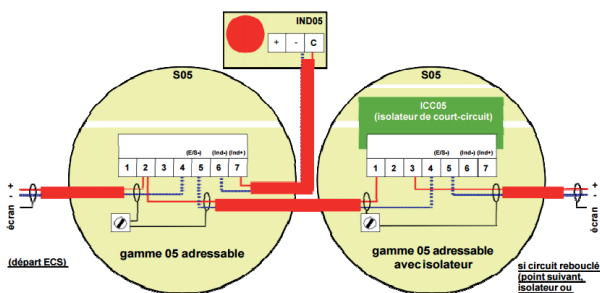 IND05
+ - C
S05
S05
ICC05
(isolateur de court-circuit)
(E/S-) (Ind-) (Ind+)
1 2 3 4 5 6 7
(E/S-) (Ind-) (Ind+)
1 2 3 4 5 6 7
+
-
écran
+
-
écran
gamme 05 adressable
gamme 05 adressable
avec isolateur
(départ ECS)
si circuit rebouclé
(point suivant,
isolateur ou